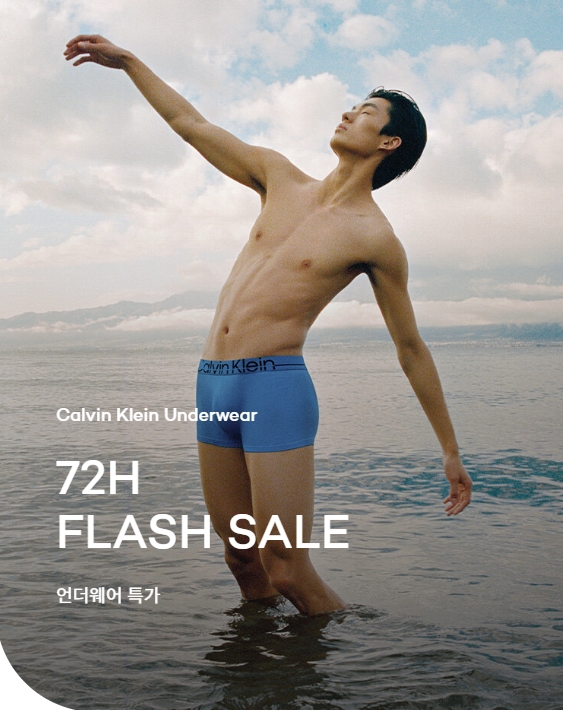 Calvin Klein
Calvin Klein Underwear
72H
FLASH SALE
언더웨어 특가